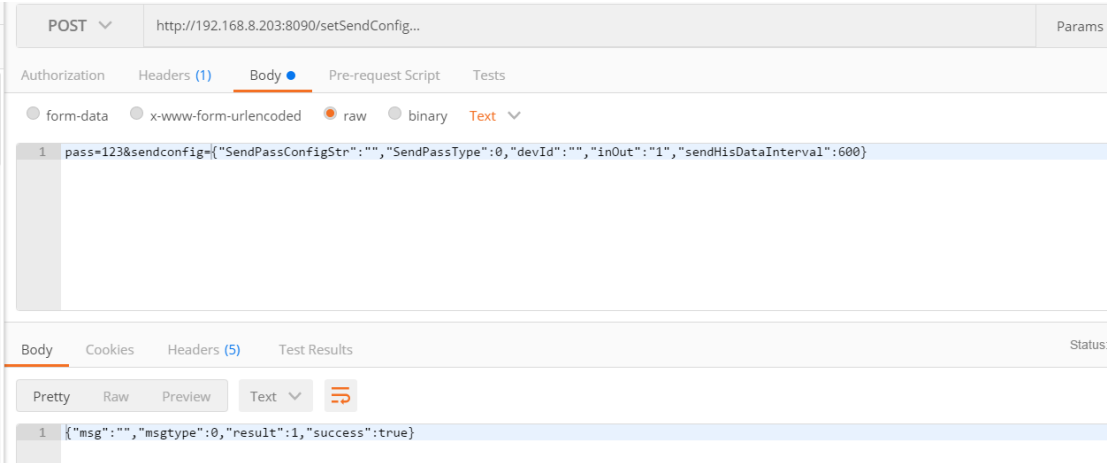 POST http://192.168.8.203:8090/setSendConfig... Params
Authorization Headers (1) Body Pre-request Script Tests
form-data x-www-form-urlencoded raw binary Text
1 pass=123&sendconfig={"SendPassConfigStr":"","SendPassType":0,"devId":"","inOut":"1","sendHisDataInterval":600}
Body Cookies Headers (5) Test Results Status:
Pretty Raw Preview Text
1 {"msg":"","msgtype":0,"result":1,"success":true}